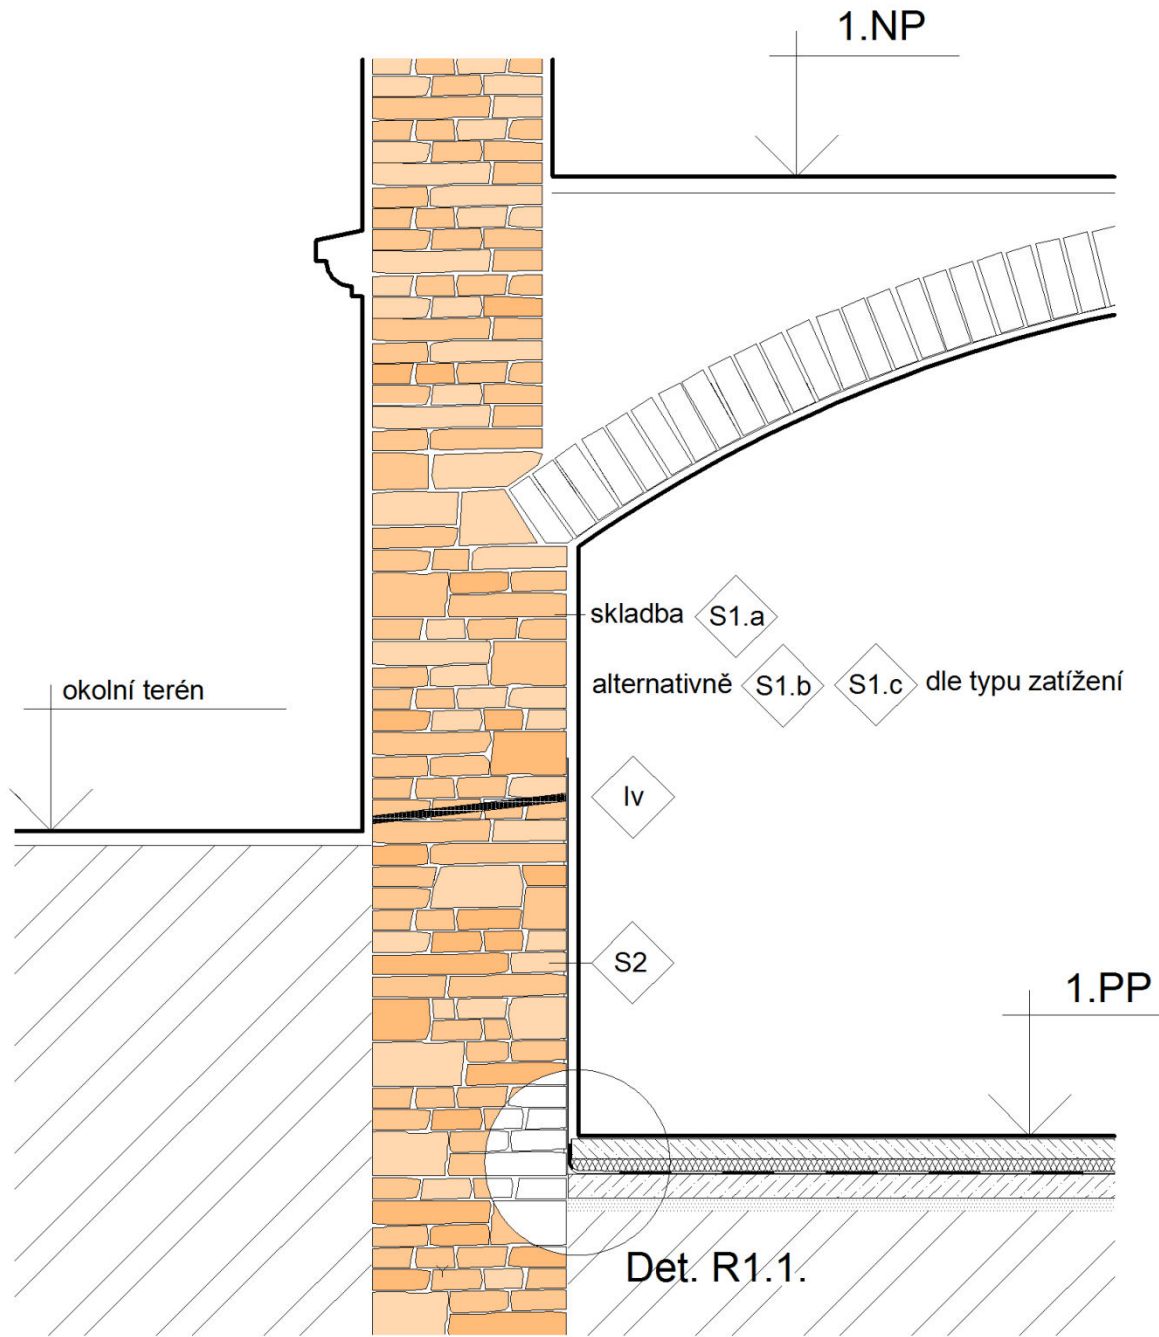 1.NP
skladba S1.a
alternativně S1.b S1.c dle typu zatížení
okolní terén
Iv
S2
1.PP
Det. R1.1.